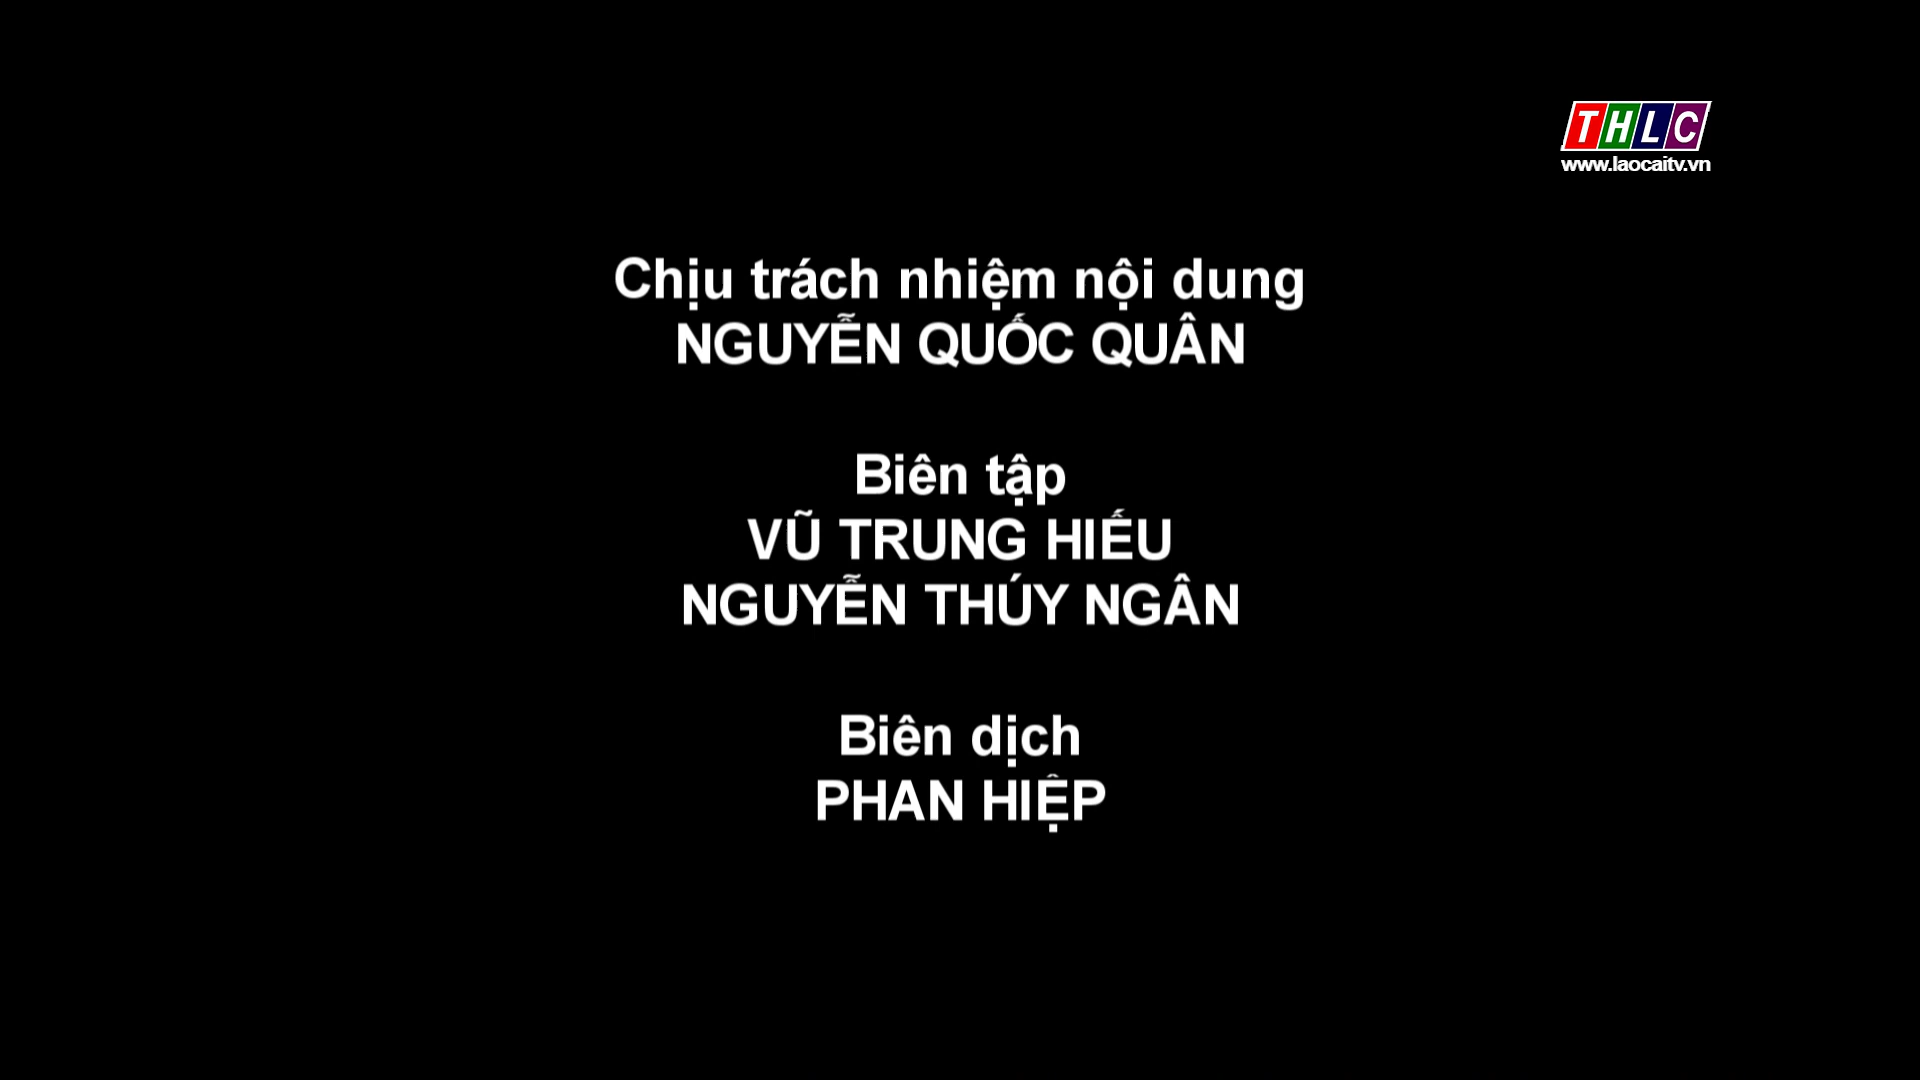 THLC
www.laocaitv.vn
Chịu trách nhiệm nội dung
NGUYỄN QUỐC QUÂN
Biên tập
VŨ TRUNG HIẾU
NGUYỄN THÚY NGÂN
Biên dịch
PHAN HIỆP